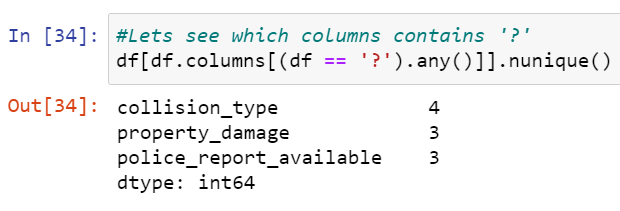 In [34]: #Lets see which columns contains '?'
df[df.columns[(df == '?').any()]].nunique()
Out[34]: collision_type 4
property_damage 3
police_report_available 3
dtype: int64